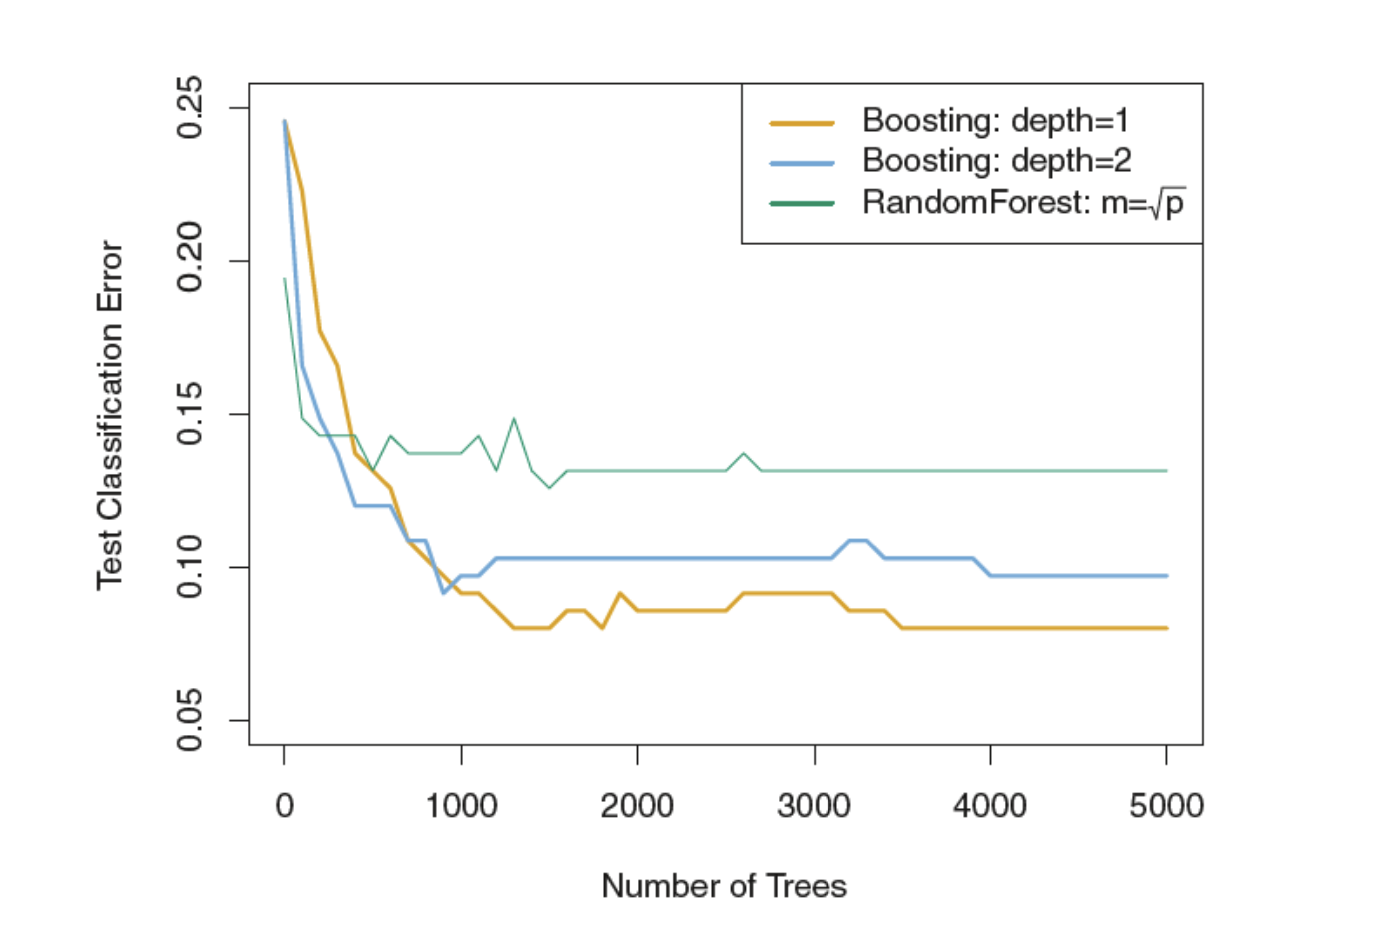 Boosting: depth=1
Boosting: depth=2
RandomForest: m=√p
0.25
0.20
0.15
0.10
0.05
Test Classification Error
0 1000 2000 3000 4000 5000
Number of Trees